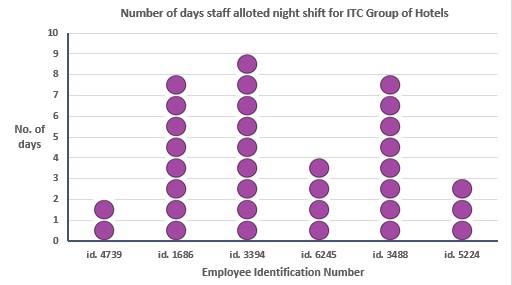 Number of days staff alloted night shift for ITC Group of Hotels
10
9
8
7
6
5
4
3
2
1
0
No. of
days
id. 4739 id. 1686 id. 3394 id. 6245 id. 3488 id. 5224
Employee Identification Number